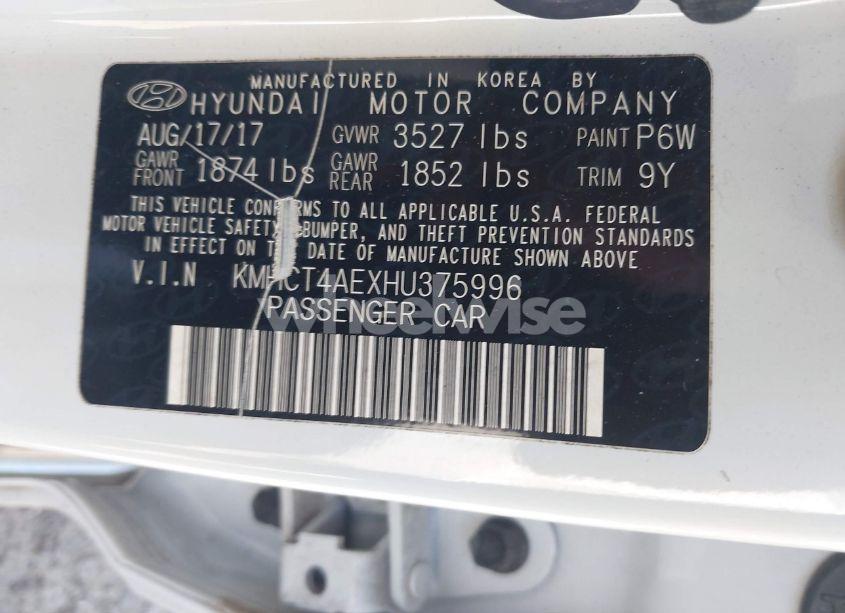 MANUFACTURED IN KOREA BY
HYUNDAI MOTOR COMPANY
AUG/17/17 GVWR 3527 lbs PAINT P6W
GAWR FRONT 1874 lbs GAWR REAR 1852 lbs TRIM 9Y
THIS VEHICLE CONFORMS TO ALL APPLICABLE U.S.A. FEDERAL
MOTOR VEHICLE SAFETY, BUMPER, AND THEFT PREVENTION STANDARDS
IN EFFECT ON THE DATE OF MANUFACTURE SHOWN ABOVE
V.I.N KMHCT4AEXHU375996
PASSENGER CAR
wheelwise